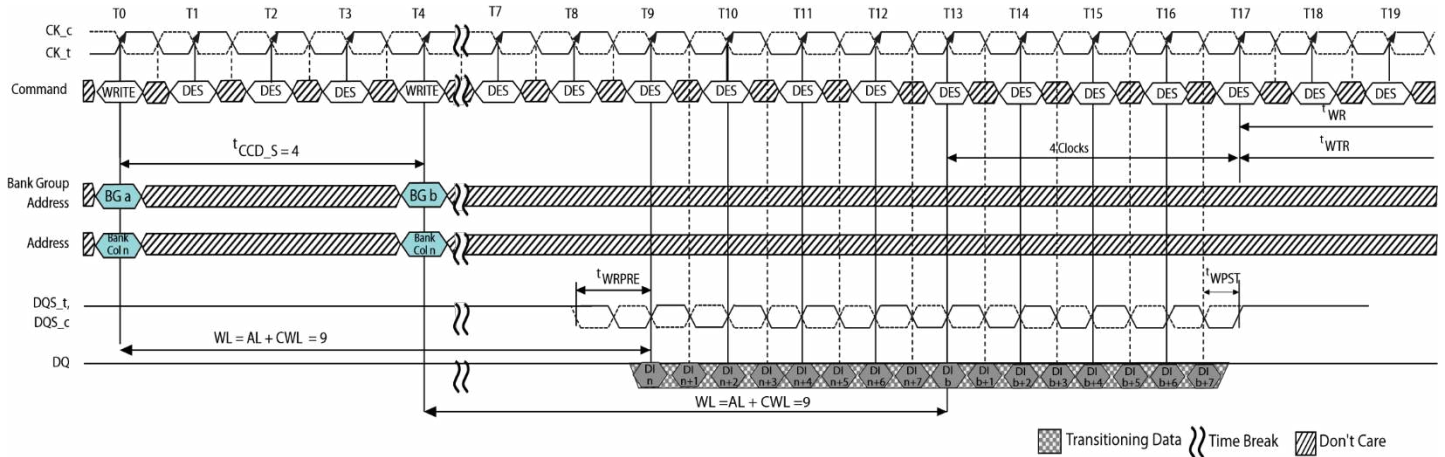 T0 T1 T2 T3 T4 T7 T8 T9 T10 T11 T12 T13 T14 T15 T16 T17 T18 T19
CK_c
CK_t
Command WRITE DES DES DES WRITE DES DES DES DES DES DES DES DES DES DES DES DES DES
tWR
tCCD_S = 4 4 Clocks tWTR
Bank Group
Address BG a BG b
Address Bank Col n Bank Col n
tWRPRE tWPST
DQS_t,
DQS_c
WL = AL + CWL = 9
DQ DI n DI n+1 DI n+2 DI n+3 DI n+4 DI n+5 DI n+6 DI n+7 DI b DI b+1 DI b+2 DI b+3 DI b+4 DI b+5 DI b+6 DI b+7
WL =AL + CWL =9
Transitioning Data Time Break Don't Care